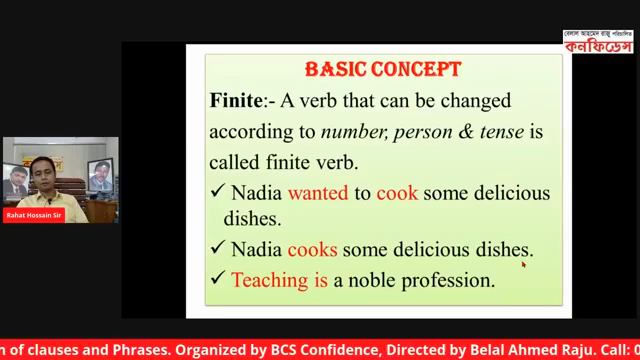 বেলাল আহমেদ রাজু পরিচালিত
কনফিডেন্স
BASIC CONCEPT
Finite:- A verb that can be changed
according to number, person & tense is
called finite verb.
✓ Nadia wanted to cook some delicious
dishes.
✓ Nadia cooks some delicious dishes.
✓ Teaching is a noble profession.
Rahat Hossain Sir
n of clauses and Phrases. Organized by BCS Confidence, Directed by Belal Ahmed Raju. Call: 0